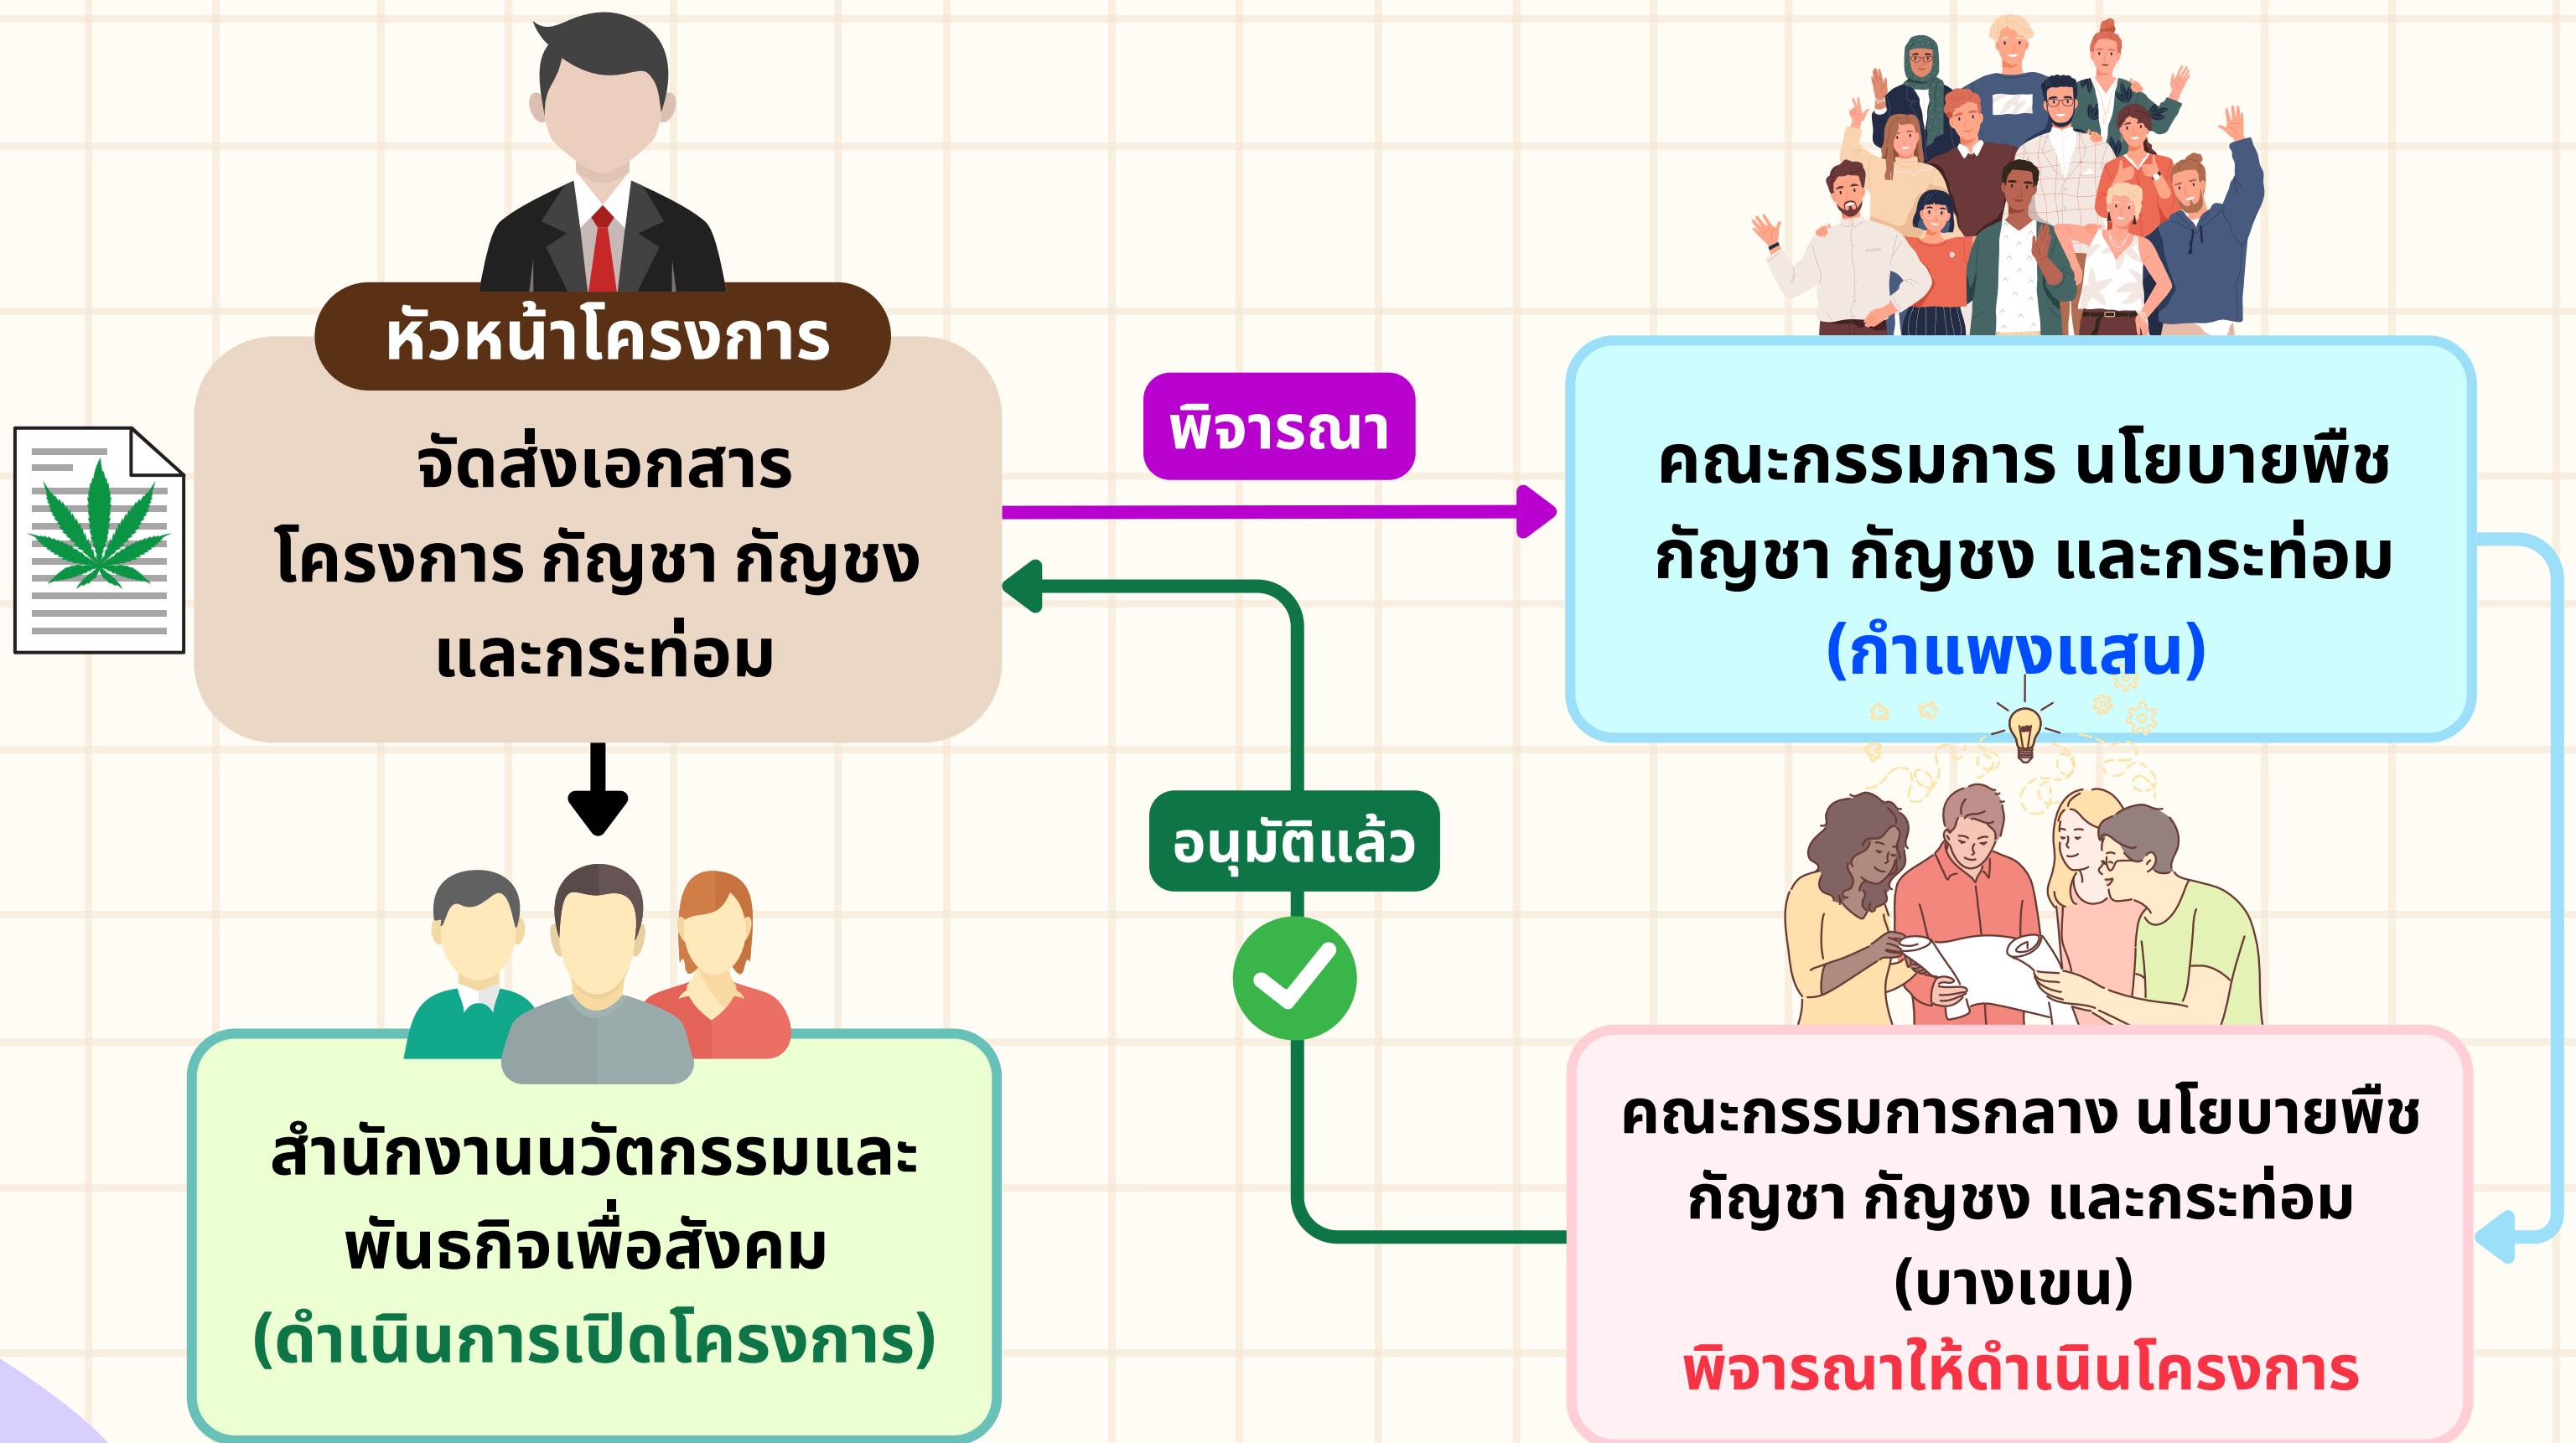 หัวหน้าโครงการ
จัดส่งเอกสาร
โครงการ กัญชา กัญชง
และกระท่อม
พิจารณา
คณะกรรมการ นโยบายพืช
กัญชา กัญชง และกระท่อม
(กำแพงแสน)
คณะกรรมการกลาง นโยบายพืช
กัญชา กัญชง และกระท่อม
(บางเขน)
พิจารณาให้ดำเนินโครงการ
อนุมัติแล้ว
สำนักงานนวัตกรรมและ
พันธกิจเพื่อสังคม
(ดำเนินการเปิดโครงการ)